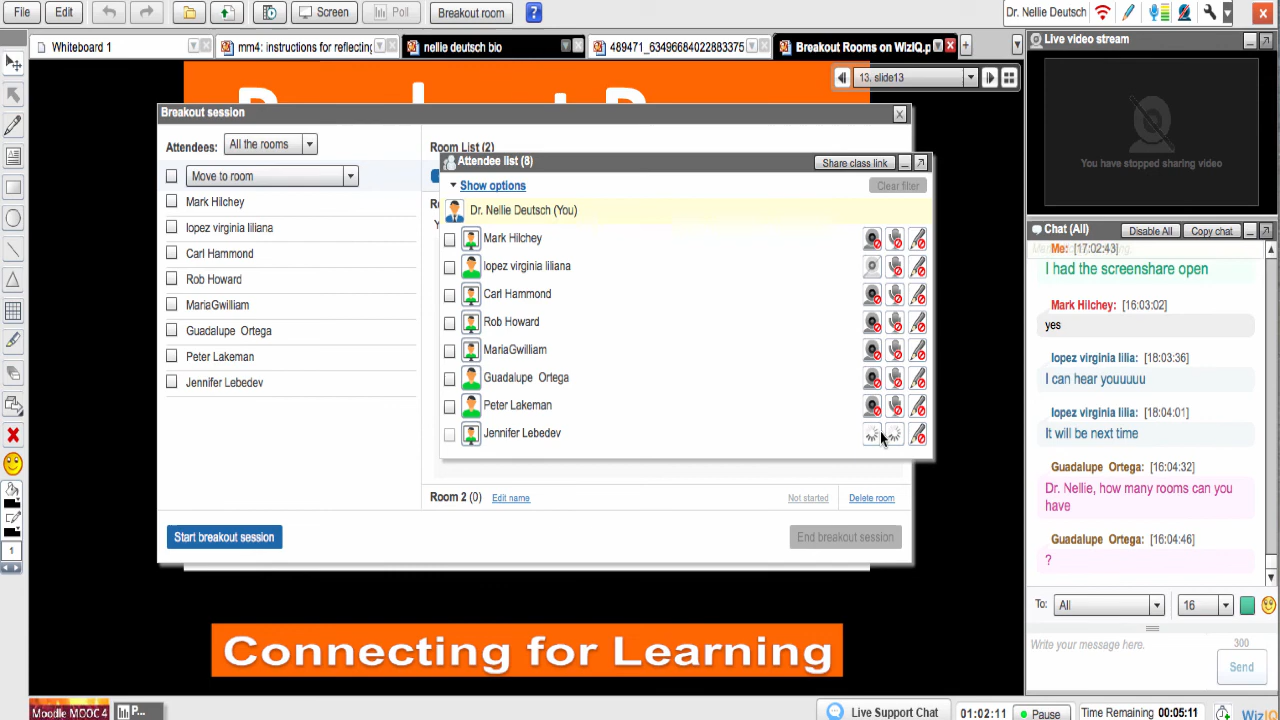 File
Edit
Screen
Poll
Breakout room
?
Dr. Nellie Deutsch
Whiteboard 1
mm4: instructions for reflecting
nellie deutsch bio
489471_63496684022883375
Breakout Rooms on WizIQ.p
13. slide13
Live video stream
You have stopped sharing video
Breakout session
Attendees:
All the rooms
Move to room
Mark Hilchey
lopez virginia liliana
Carl Hammond
Rob Howard
MariaGwilliam
Guadalupe Ortega
Peter Lakeman
Jennifer Lebedev
Room List (2)
Attendee list (8)
Share class link
Show options
Clear filter
Dr. Nellie Deutsch (You)
Mark Hilchey
lopez virginia liliana
Carl Hammond
Rob Howard
MariaGwilliam
Guadalupe Ortega
Peter Lakeman
Jennifer Lebedev
Room 2 (0)
Edit name
Not started
Delete room
Start breakout session
End breakout session
Connecting for Learning
Chat (All)
Disable All
Copy chat
Me: [17:02:43]
I had the screenshare open
Mark Hilchey: [16:03:02]
yes
lopez virginia lilia: [18:03:36]
I can hear youuuuu
lopez virginia lilia: [18:04:01]
It will be next time
Guadalupe Ortega: [16:04:32]
Dr. Nellie, how many rooms can you
have
Guadalupe Ortega: [16:04:46]
?
To:
All
16
Write your message here.
300
Send
1
Moodle MOOC 4
P...
Live Support Chat
01:02:11
Pause
Time Remaining 00:05:11
WizIQ